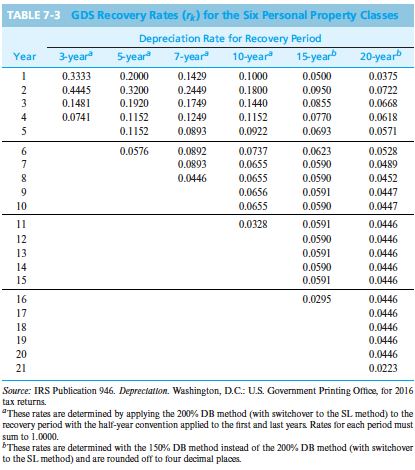 TABLE 7-3 GDS Recovery Rates (rk) for the Six Personal Property Classes
Depreciation Rate for Recovery Period
Year 3-yearᵃ 5-yearᵃ 7-yearᵃ 10-yearᵃ 15-yearᵇ 20-yearᵇ
1 0.3333 0.2000 0.1429 0.1000 0.0500 0.0375
2 0.4445 0.3200 0.2449 0.1800 0.0950 0.0722
3 0.1481 0.1920 0.1749 0.1440 0.0855 0.0668
4 0.0741 0.1152 0.1249 0.1152 0.0770 0.0618
5 0.1152 0.0893 0.0922 0.0693 0.0571
6 0.0576 0.0892 0.0737 0.0623 0.0528
7 0.0893 0.0655 0.0590 0.0489
8 0.0446 0.0655 0.0590 0.0452
9 0.0656 0.0591 0.0447
10 0.0655 0.0590 0.0447
11 0.0328 0.0591 0.0446
12 0.0590 0.0446
13 0.0591 0.0446
14 0.0590 0.0446
15 0.0591 0.0446
16 0.0295 0.0446
17 0.0446
18 0.0446
19 0.0446
20 0.0446
21 0.0223
Source: IRS Publication 946. Depreciation. Washington, D.C.: U.S. Government Printing Office, for 2016
tax returns.
ᵃThese rates are determined by applying the 200% DB method (with switchover to the SL method) to the
recovery period with the half-year convention applied to the first and last years. Rates for each period must
sum to 1.0000.
ᵇThese rates are determined with the 150% DB method instead of the 200% DB method (with switchover
to the SL method) and are rounded off to four decimal places.